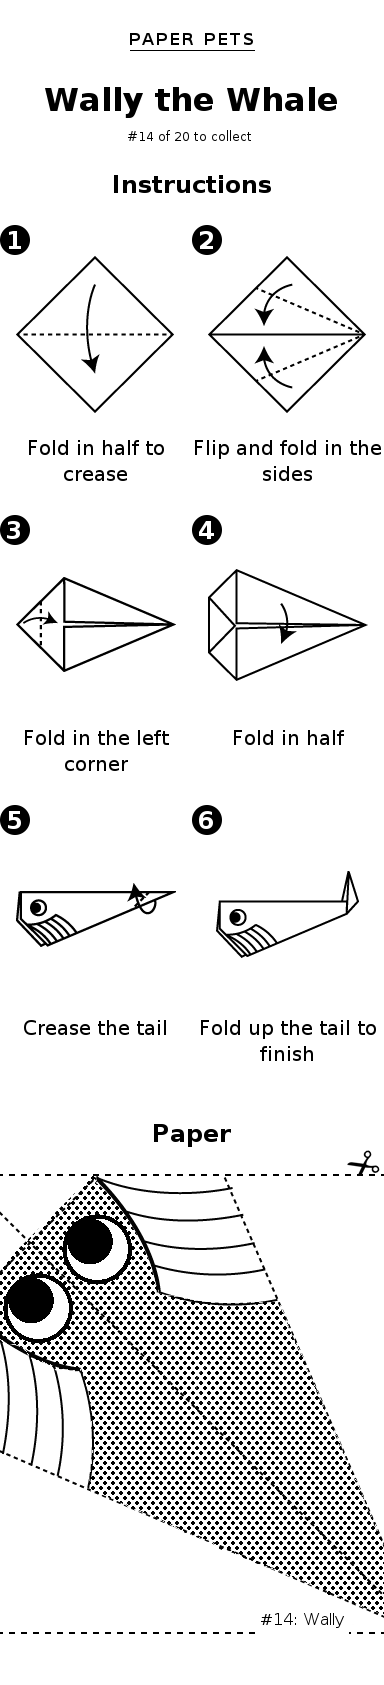 PAPER PETS
Wally the Whale
#14 of 20 to collect
Instructions
1
2
Fold in half to
crease
Flip and fold in the
sides
3
4
Fold in the left
corner
Fold in half
5
6
Crease the tail
Fold up the tail to
finish
Paper
#14: Wally